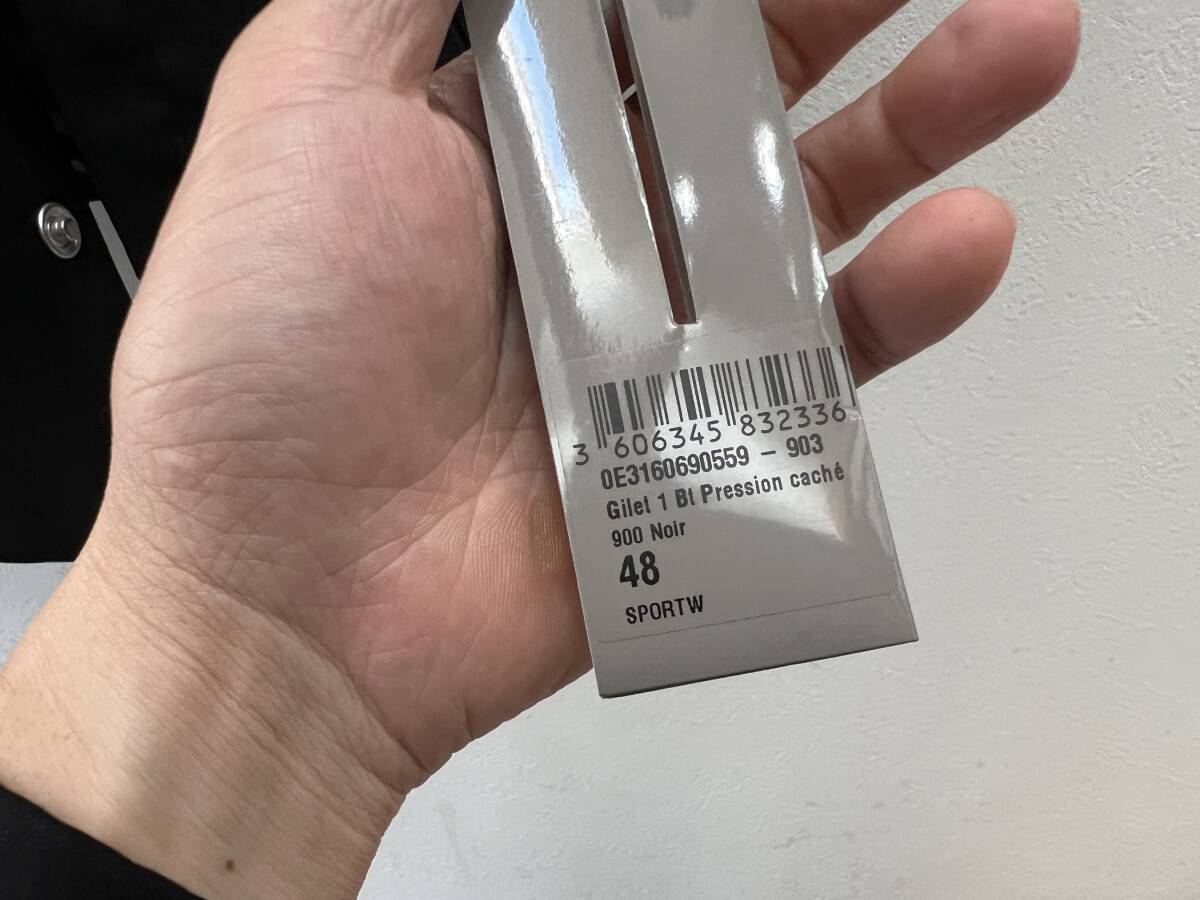 3 606345 832336
0E3160690559 - 903
Gilet 1 Bt Pression caché
900 Noir
48
SPORTW